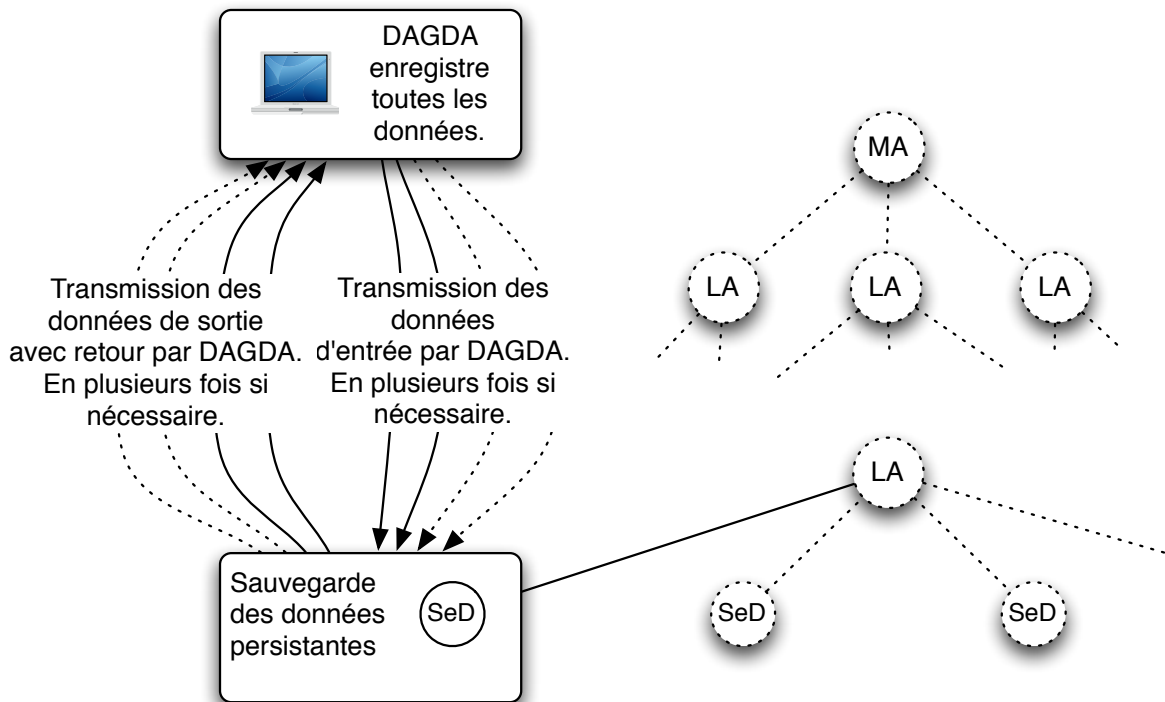 DAGDA
enregistre
toutes les
données.
MA
LA
LA
LA
Transmission des
données de sortie
avec retour par DAGDA.
En plusieurs fois si
nécessaire.
Transmission des
données
d'entrée par DAGDA.
En plusieurs fois si
nécessaire.
LA
Sauvegarde
des données
persistantes
SeD
SeD
SeD